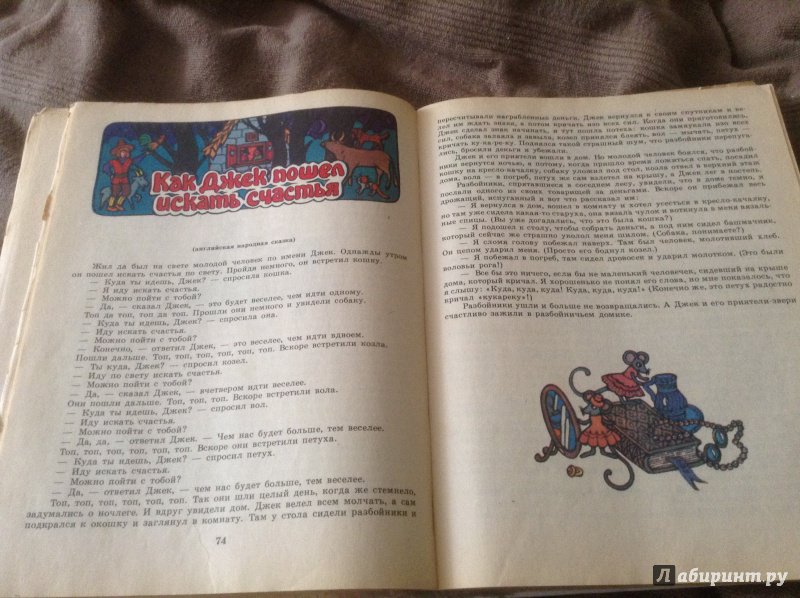 Как Джек пошел
искать счастья
(английская народная сказка)
Жил да был на свете молодой человек по имени Джек. Однажды утром
он пошел искать счастья по свету. Пройдя немного, он встретил кошку.
— Куда ты идешь, Джек? — спросила кошка.
— Я иду искать счастья.
— Можно пойти с тобой?
— Да, — сказал Джек, — это будет веселее, чем идти одному.
Топ да топ, топ да топ. Прошли они немного и увидели собаку.
— Куда ты идешь, Джек? — спросила она.
— Иду искать счастья.
— Можно пойти с тобой?
— Конечно, — ответил Джек, — это веселее, чем идти вдвоем.
Пошли дальше. Топ, топ, топ, топ, топ, топ. Вскоре встретили козла.
— Ты куда, Джек? — спросил козел.
— Иду по свету искать счастья.
— Можно пойти с тобой?
— Да, — сказал Джек, — вчетвером идти веселее.
Они пошли дальше. Топ, топ, топ, топ. Вскоре встретили вола.
— Куда ты идешь, Джек? — спросил вол.
— Иду искать счастья.
— Можно пойти с тобой?
— Да, да, — ответил Джек. — Чем нас будет больше, тем веселее.
Топ, топ, топ, топ, топ, топ. Вскоре они встретили петуха.
— Куда ты идешь, Джек? — спросил петух.
— Иду искать счастья.
— Можно пойти с тобой?
— Да, — ответил Джек, — чем нас будет больше, тем веселее.
Топ, топ, топ, топ, топ, топ. Так они шли целый день, когда же стемнело,
задумались о ночлеге. И вдруг увидели дом. Джек велел всем молчать, а сам
подкрался к окошку и заглянул в комнату. Там у стола сидели разбойники и
74
пересчитывали награбленные деньги. Джек вернулся к своим спутникам и ве-
лел им ждать знака, а потом кричать изо всех сил. Когда они приготовились,
Джек сделал знак начинать, и тут пошла потеха: кошка замяукала изо всех
сил, собака залаяла и завыла, козел принялся блеять, вол — мычать, петух —
кричать ку-ка-ре-ку. Поднялся такой страшный шум, что разбойники перепуга-
лись, бросили деньги и убежали.
Джек и его приятели вошли в дом. Но молодой человек боялся, что разбой-
ники вернутся ночью, а потому, когда пришло время ложиться спать, посадил
кошку на кресло-качалку, собаку уложил под стол, козла отвел в верхний этаж
дома, вола — в погреб, петух же сам взлетел на крышу, а Джек лег в постель.
Разбойники, спрятавшиеся в соседнем лесу, увидели, что в доме темно, и
послали одного из своих товарищей за деньгами. Вскоре он прибежал весь
дрожащий, испуганный и вот что рассказал им:
— Я вернулся в дом, вошел в комнату и хотел усесться в кресло-качалку,
но там уже сидела какая-то старуха, она вязала чулок и воткнула в меня вязаль-
ные спицы. (Вы уже догадались, что это была кошка?)
— Я подошел к столу, чтобы собрать деньги, а под ним сидел башмачник,
который сейчас же страшно уколол меня шилом. (Собака, понимаете?)
— Я сломя голову побежал наверх. Там был человек, молотивший хлеб.
Он цепом ударил меня. (Просто его боднул козел.)
— Я побежал в погреб, там сидел дровосек и ударил молотком. (Это были
воловьи рога!)
— Все бы это ничего, если бы не маленький человечек, сидевший на крыше
дома, который кричал. И я хорошенько не понял его слова, но мне показалось, что
я слышу: «Куда, куда, куда! Куда, куда, куда!» (Конечно же, это петух радостно
кричал «кукареку»!)
Разбойники ушли и больше не возвращались. А Джек и его приятели-звери
счастливо зажили в разбойничьем домике.
Лабиринт.ру